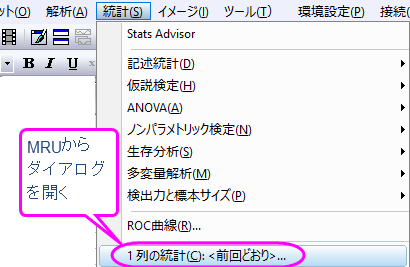 ット(O) 解析(A) 統計(S) イメージ(I) ツール(T) 環境設定(P) 接続(
B I U
Stats Advisor
記述統計(D)
仮説検定(H)
ANOVA(A)
ノンパラメトリック検定(N)
生存分析(S)
多変量解析(M)
検出力と標本サイズ(P)
ROC曲線(R)...
1 列の統計(C): <前回どおり>...
MRUから
ダイアログ
を開く